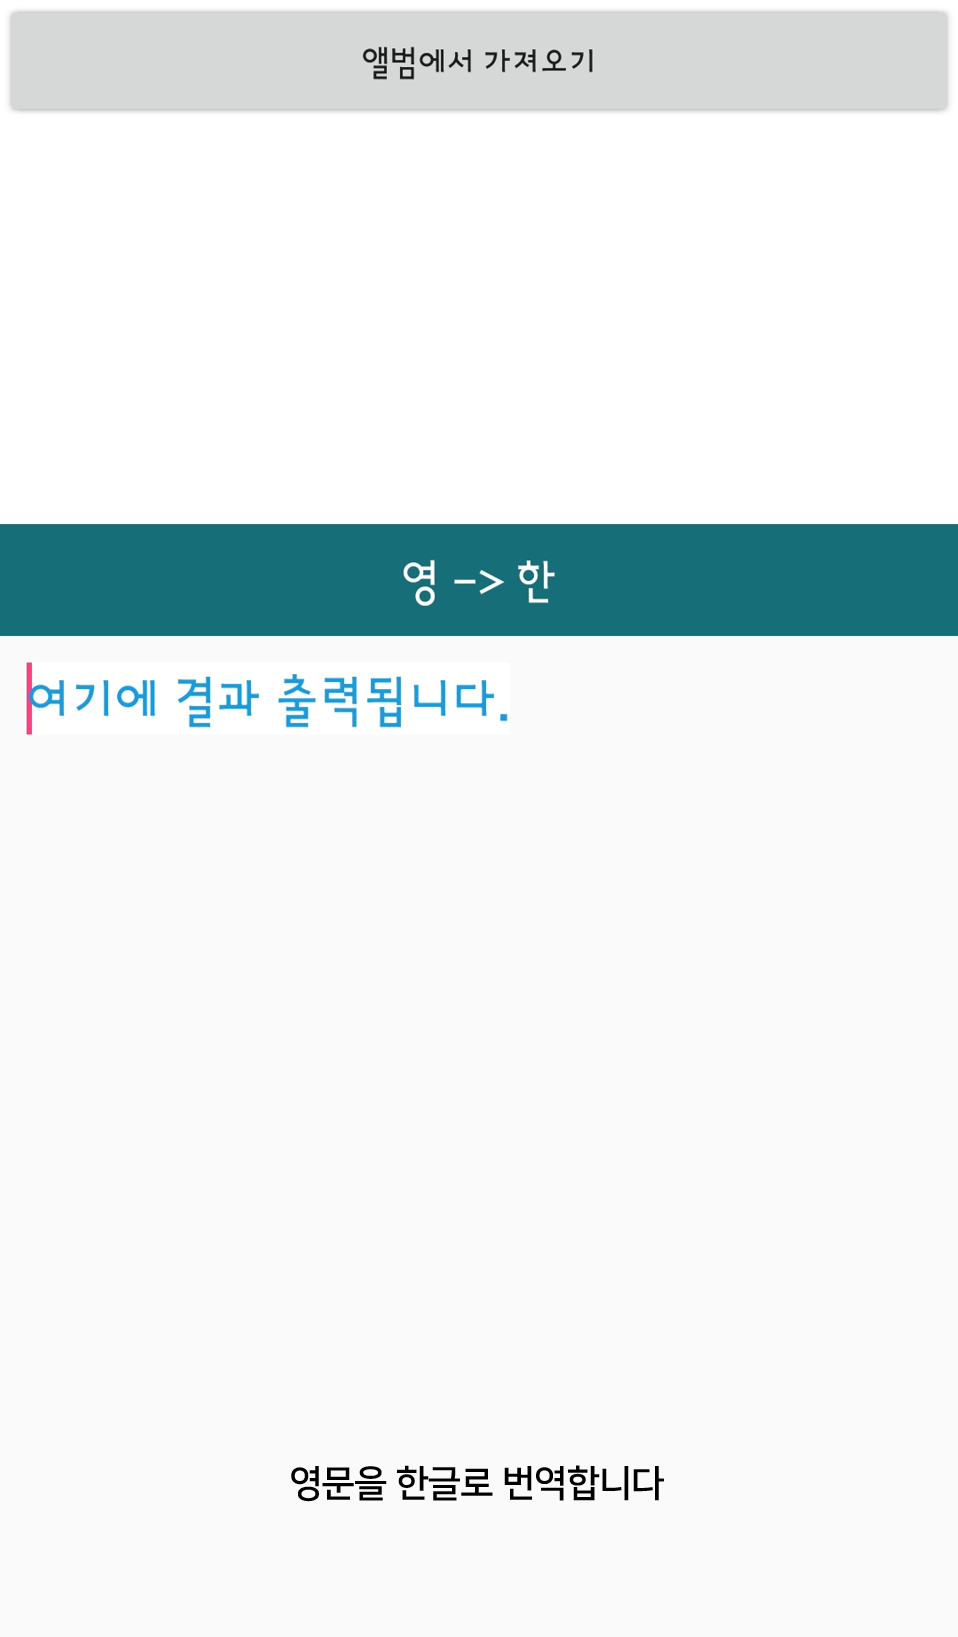 앨범에서 가져오기
영 -> 한
여기에 결과 출력됩니다.
영문을 한글로 번역합니다